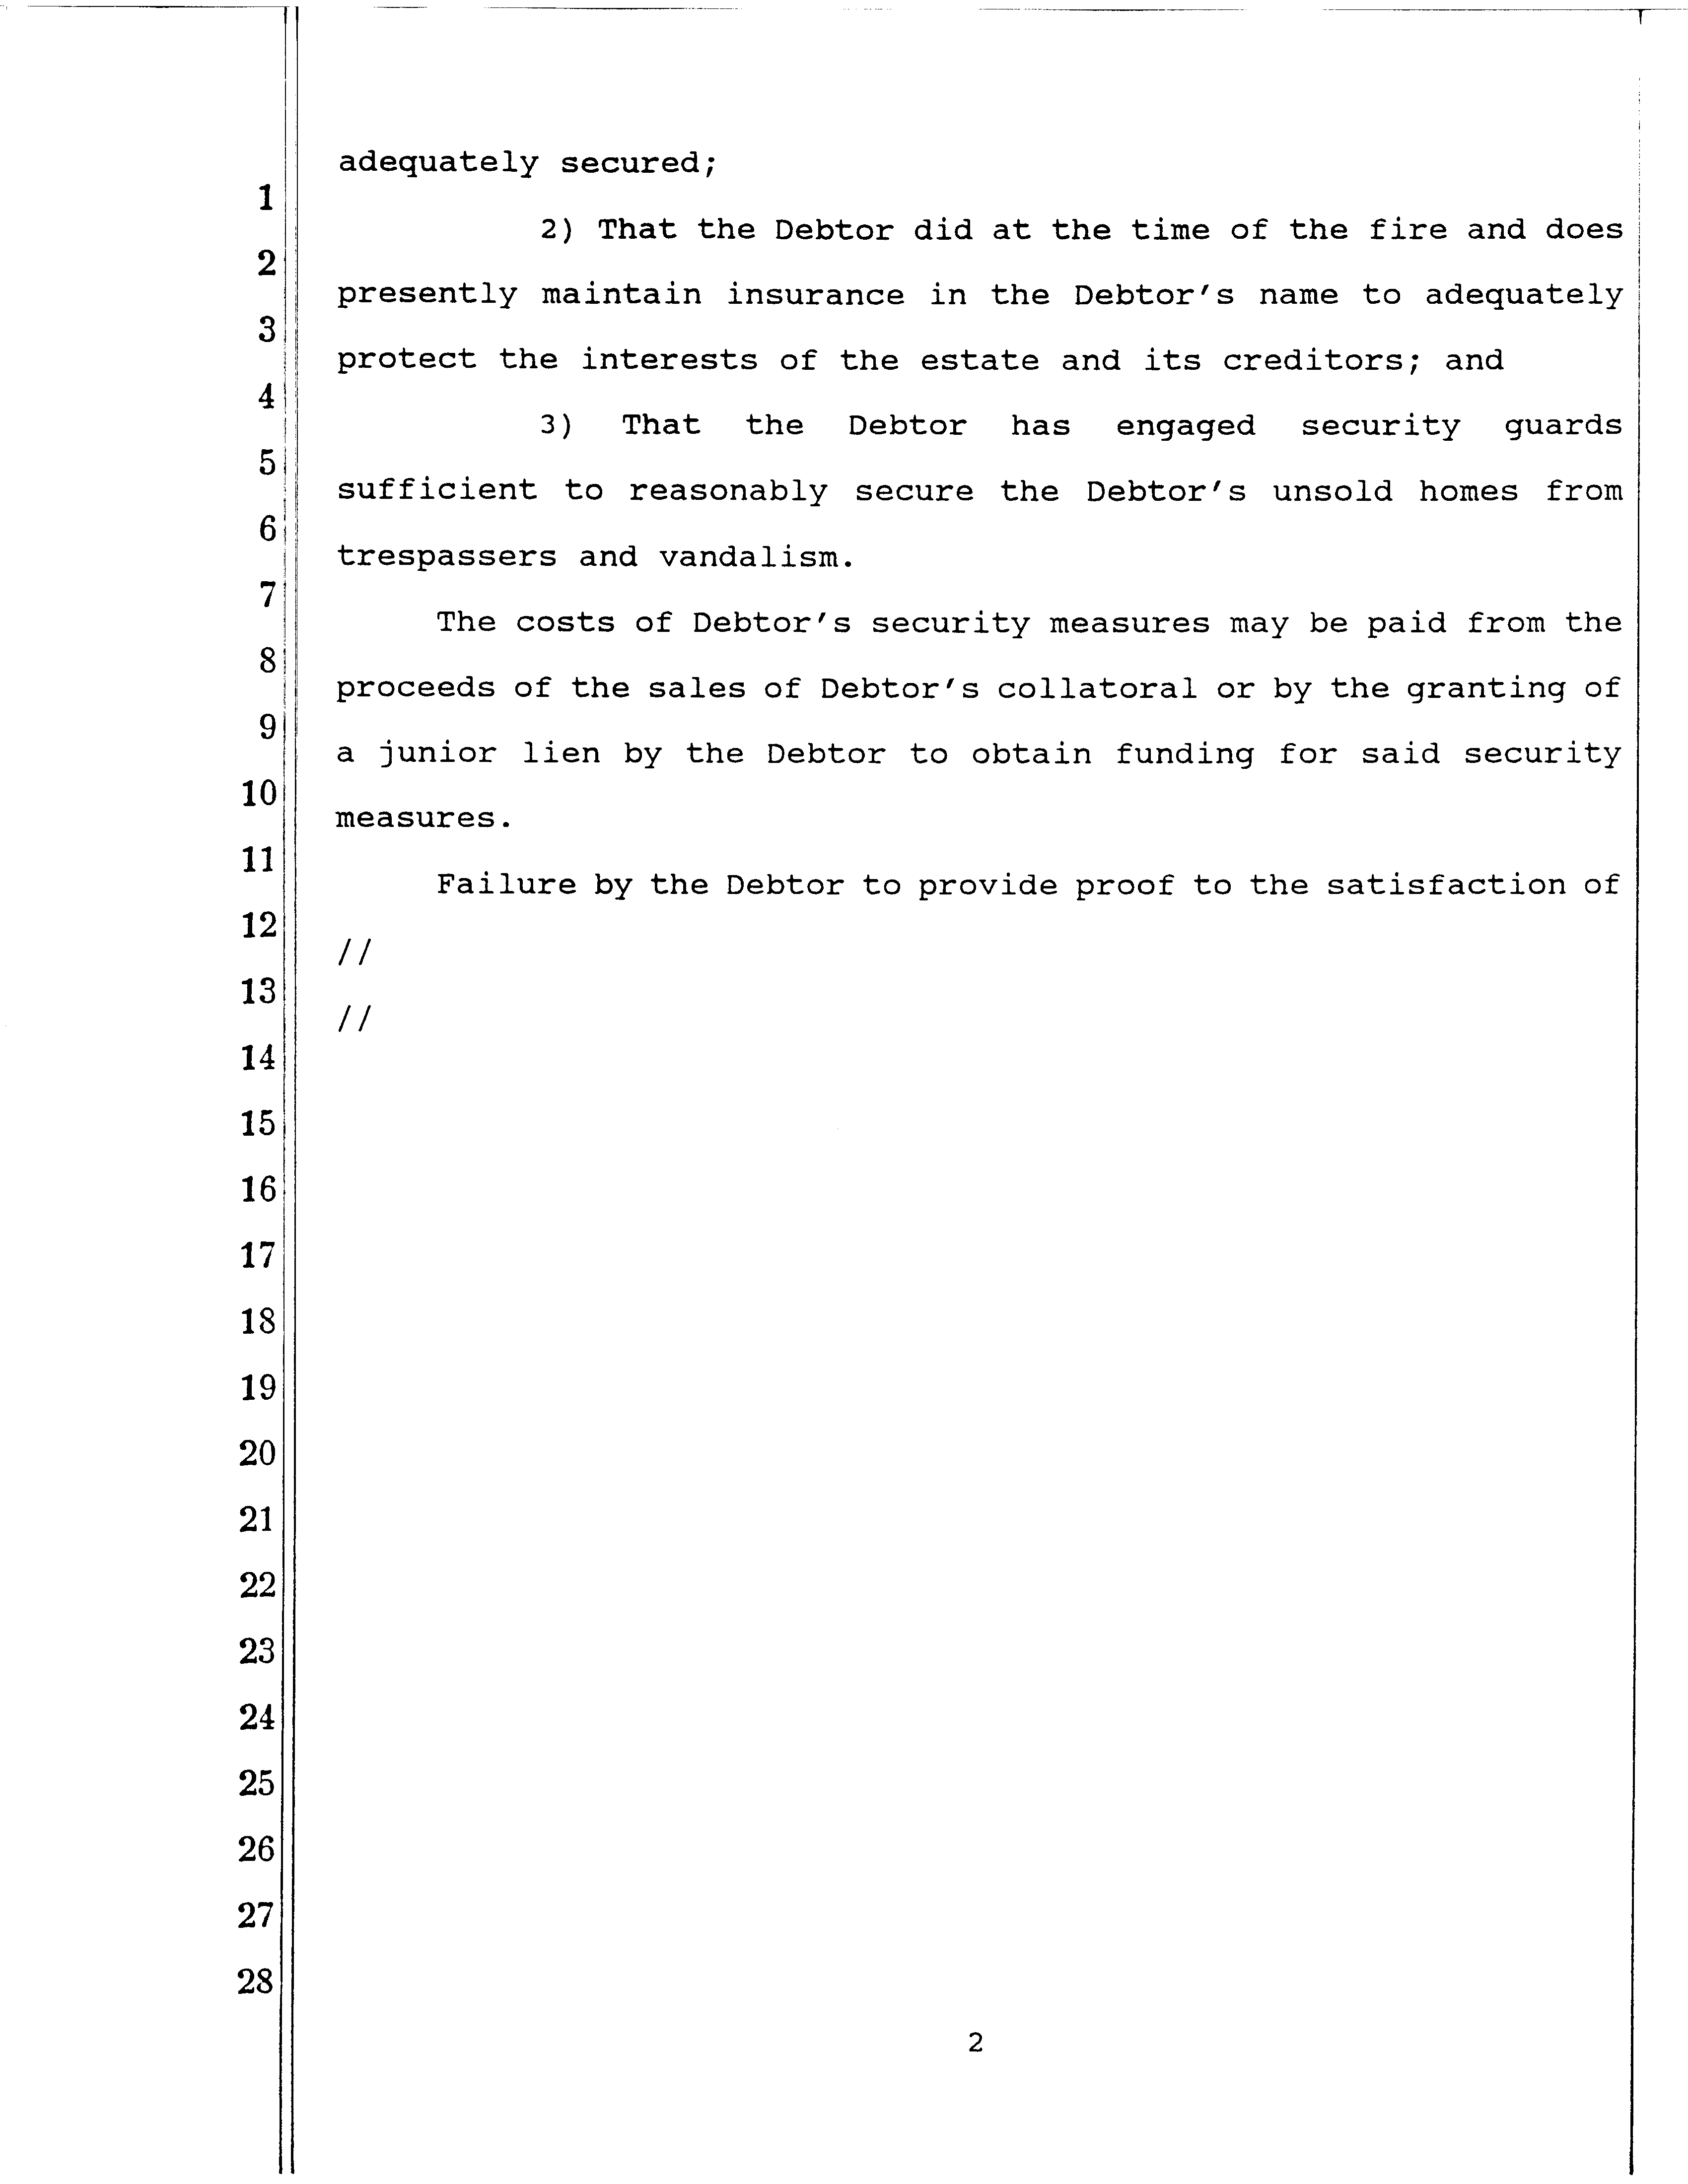 adequately secured;
1
2) That the Debtor did at the time of the fire and does
2
presently maintain insurance in the Debtor's name to adequately
3
protect the interests of the estate and its creditors; and
4
3) That the Debtor has engaged security guards
5
sufficient to reasonably secure the Debtor's unsold homes from
6
trespassers and vandalism.
7
The costs of Debtor's security measures may be paid from the
8
proceeds of the sales of Debtor's collatoral or by the granting of
9
a junior lien by the Debtor to obtain funding for said security
10
measures.
11
Failure by the Debtor to provide proof to the satisfaction of
12
//
13
//
14
15
16
17
18
19
20
21
22
23
24
25
26
27
28
2